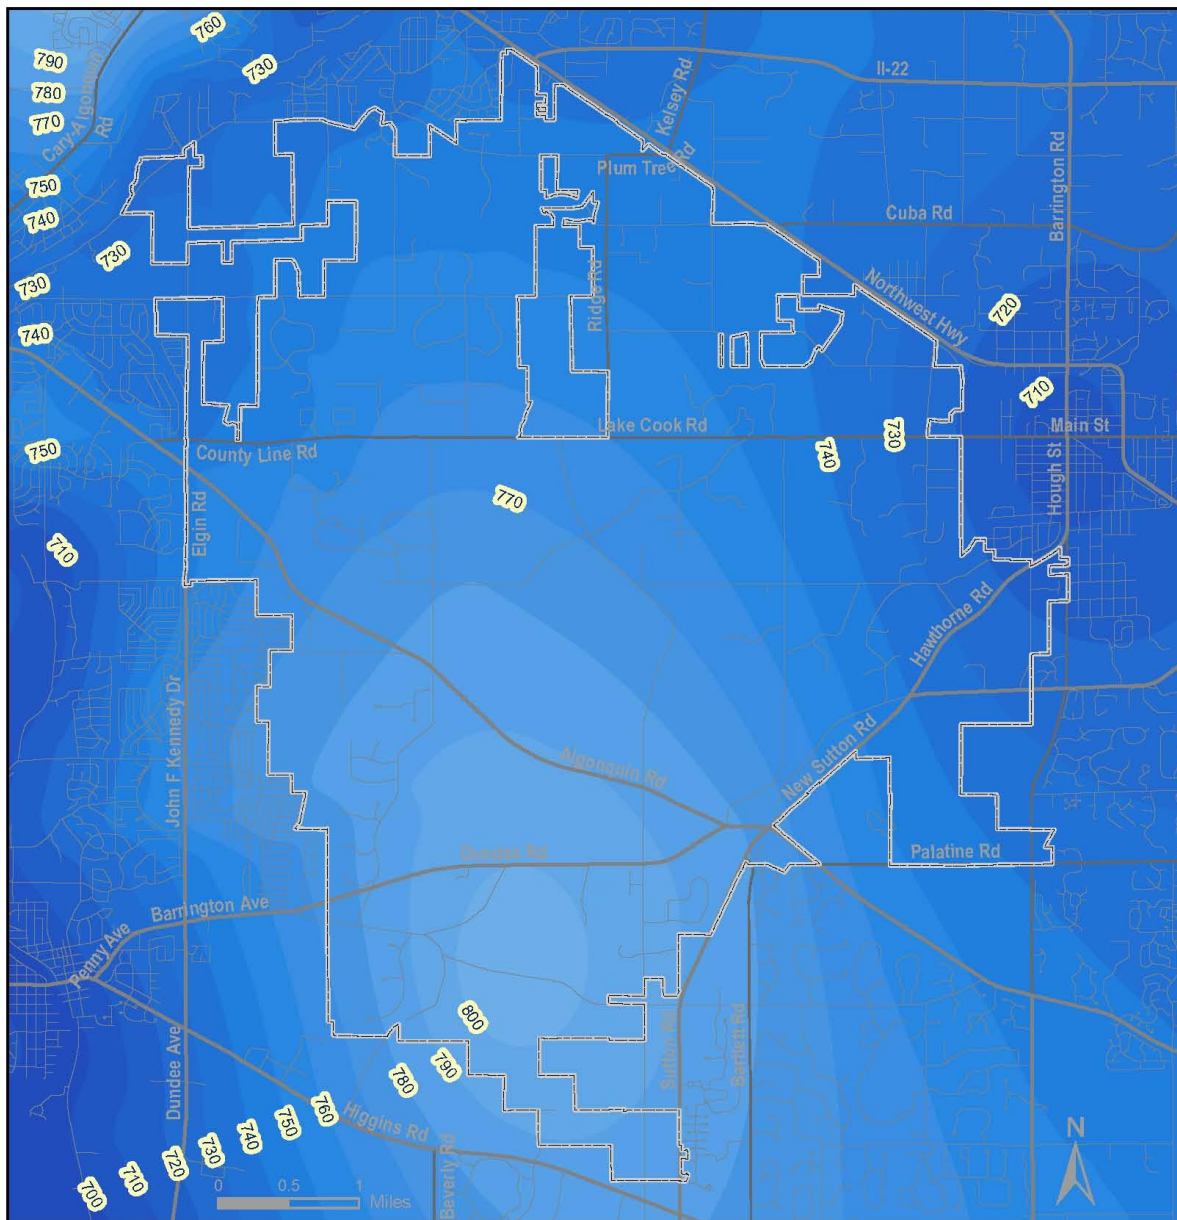 760
790
730
780
II-22
770
Cary-Algonquin Rd
Kelsey Rd
Barrington Rd
Plum Tree Rd
750
740
Cuba Rd
730
Ridge Rd
730
Northwest Hwy
720
740
710
Lake Cook Rd
Main St
730
740
County Line Rd
750
Hough St
770
Elgin Rd
710
Hawthorne Rd
John F Kennedy Dr
New Sutton Rd
Algonquin Rd
Palatine Rd
Dundee Rd
Barrington Ave
Penny Ave
800
Sutton Rd
Bartlett Rd
790
780
Dundee Ave
760
Higgins Rd
750
740
730
720
710
700
Beverly Rd
N
0 0.5 1
Miles